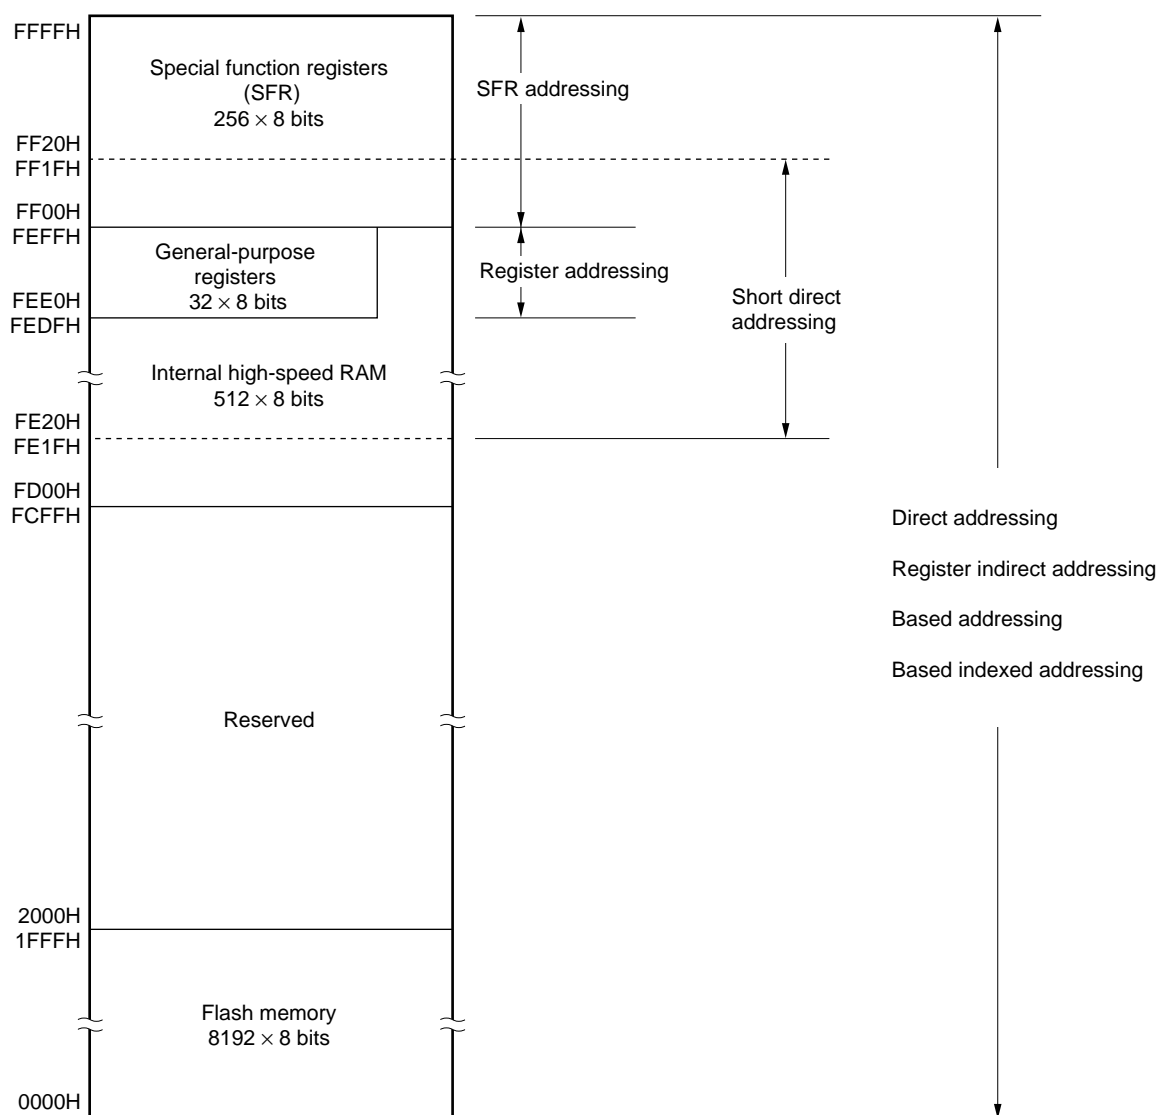 FFFFH
Special function registers
(SFR)
256 × 8 bits
SFR addressing
FF20H
FF1FH
FF00H
FEFFH
General-purpose
registers
32 × 8 bits
Register addressing
Short direct
addressing
FEE0H
FEDFH
Internal high-speed RAM
512 × 8 bits
FE20H
FE1FH
FD00H
FCFFH
Direct addressing
Register indirect addressing
Based addressing
Based indexed addressing
Reserved
2000H
1FFFH
Flash memory
8192 × 8 bits
0000H